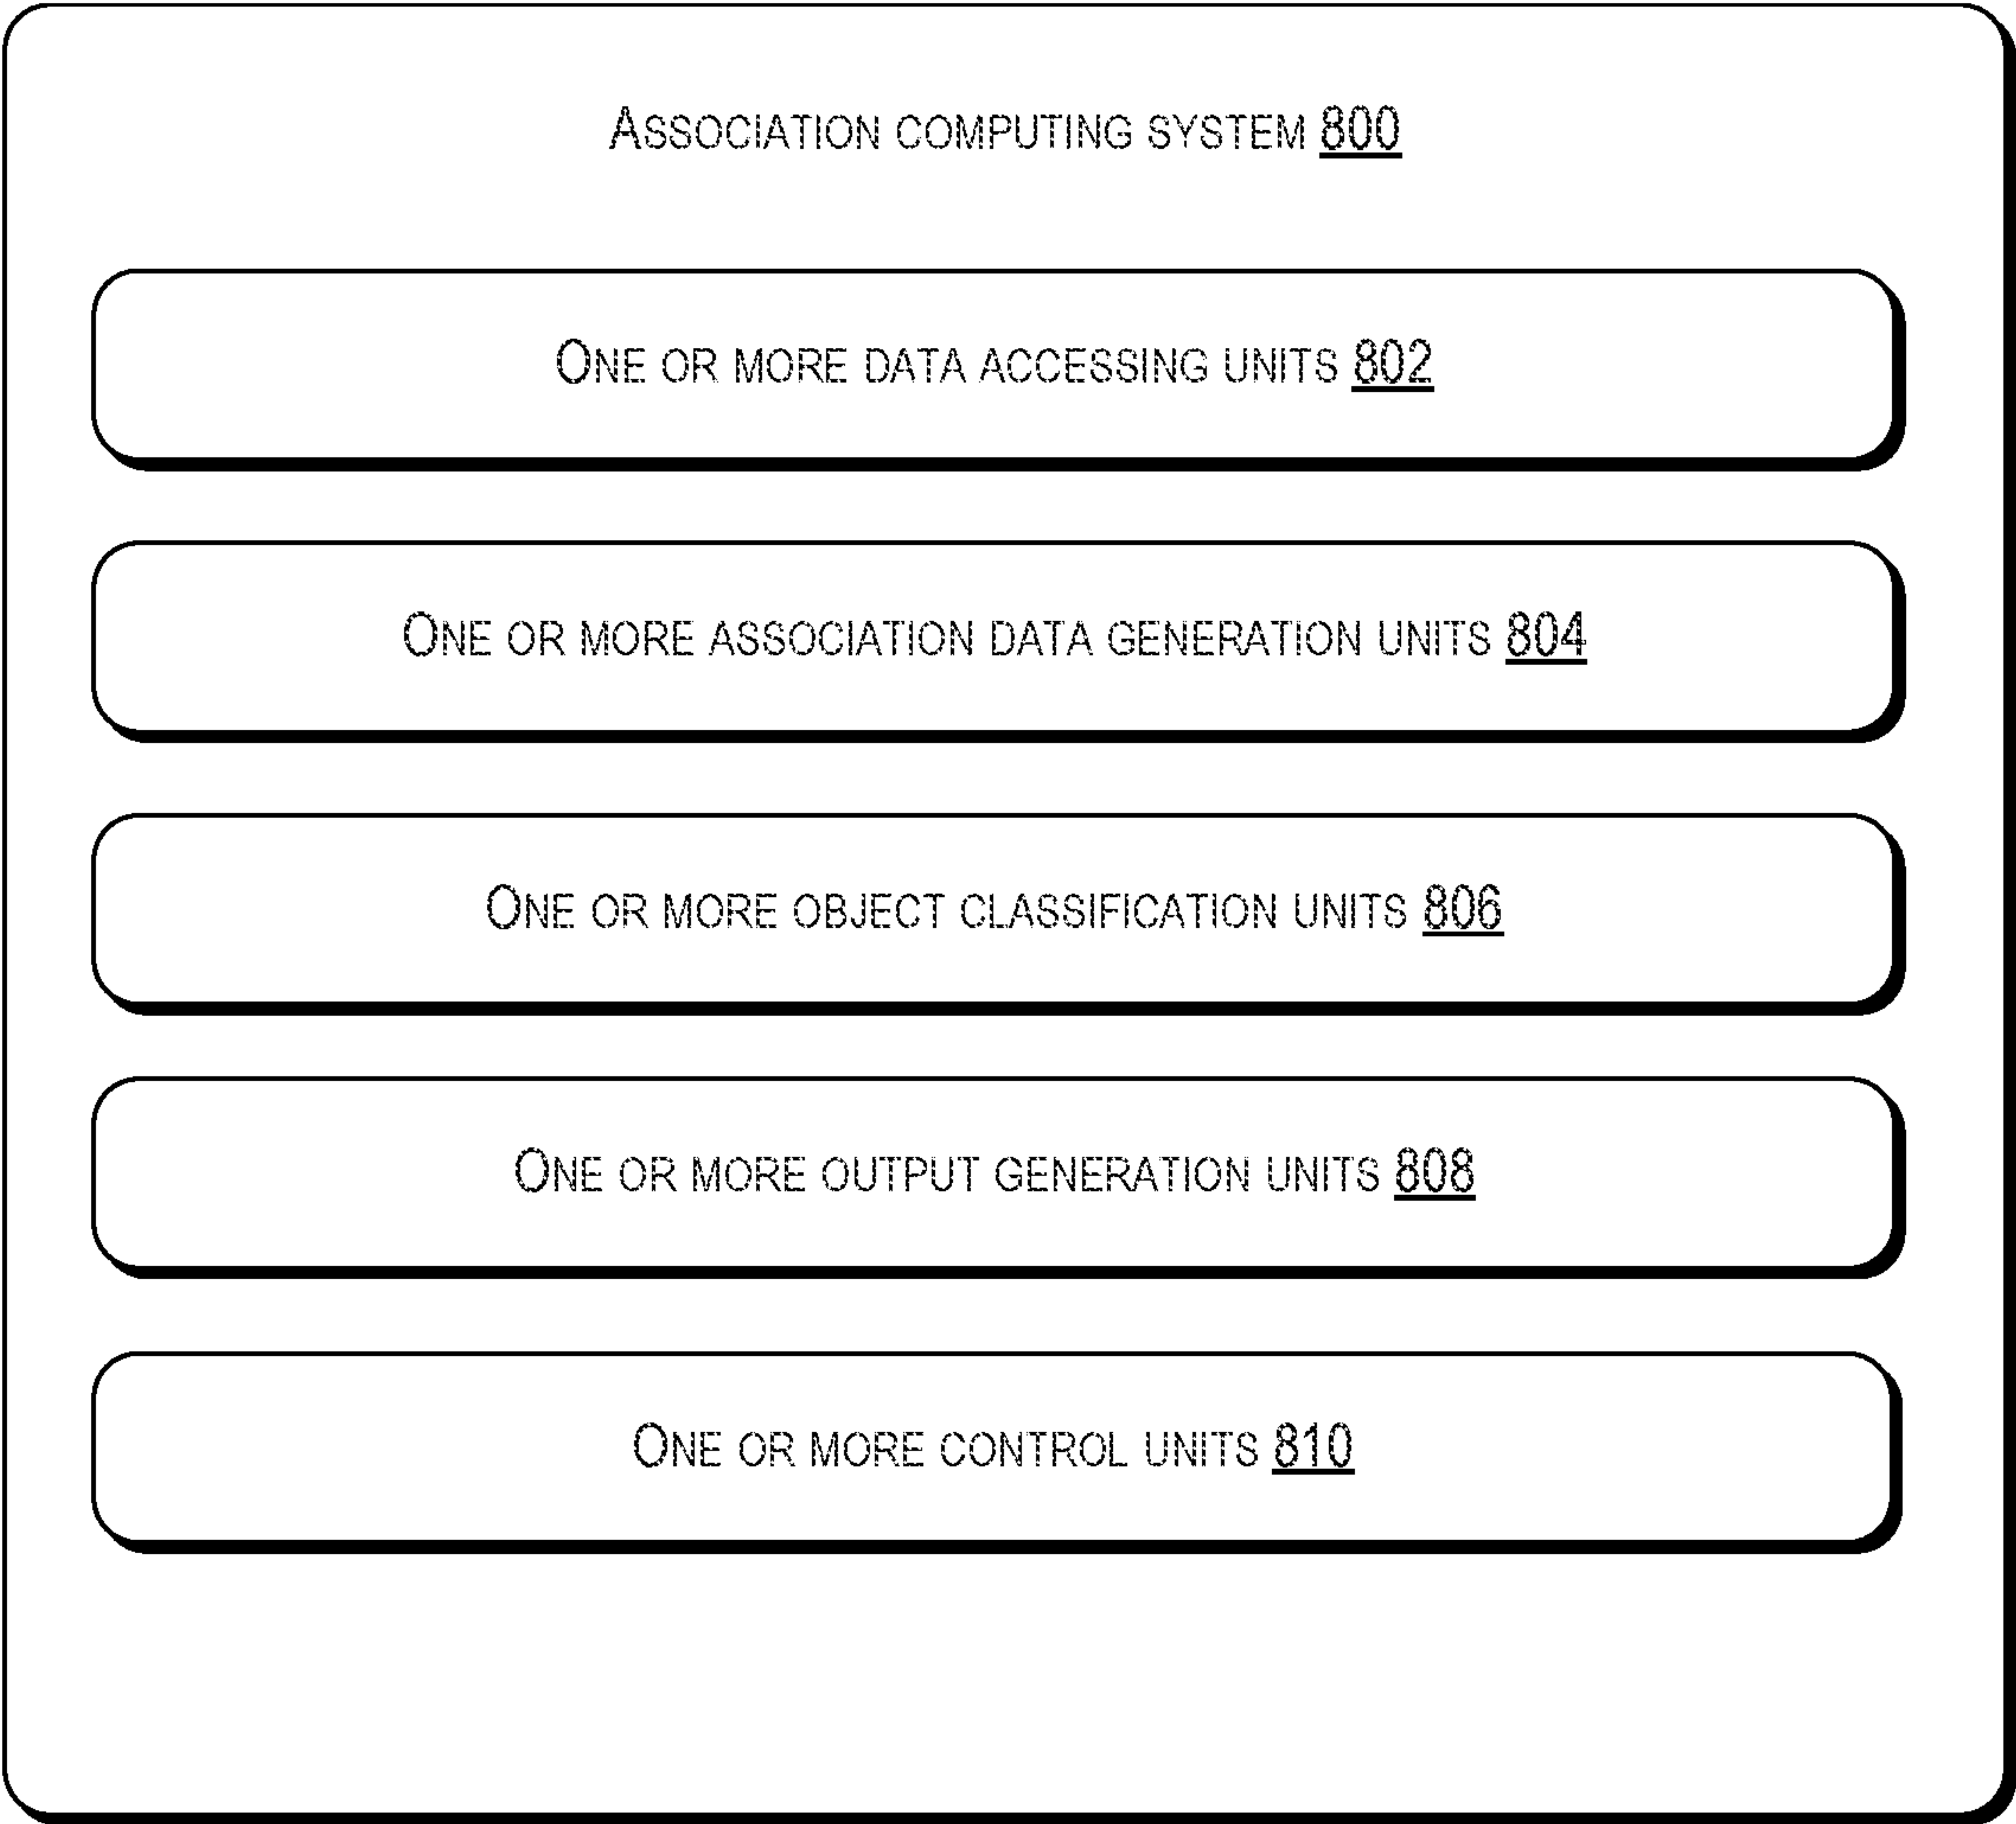 ASSOCIATION COMPUTING SYSTEM 800
ONE OR MORE DATA ACCESSING UNITS 802
ONE OR MORE ASSOCIATION DATA GENERATION UNITS 804
ONE OR MORE OBJECT CLASSIFICATION UNITS 806
ONE OR MORE OUTPUT GENERATION UNITS 808
ONE OR MORE CONTROL UNITS 810